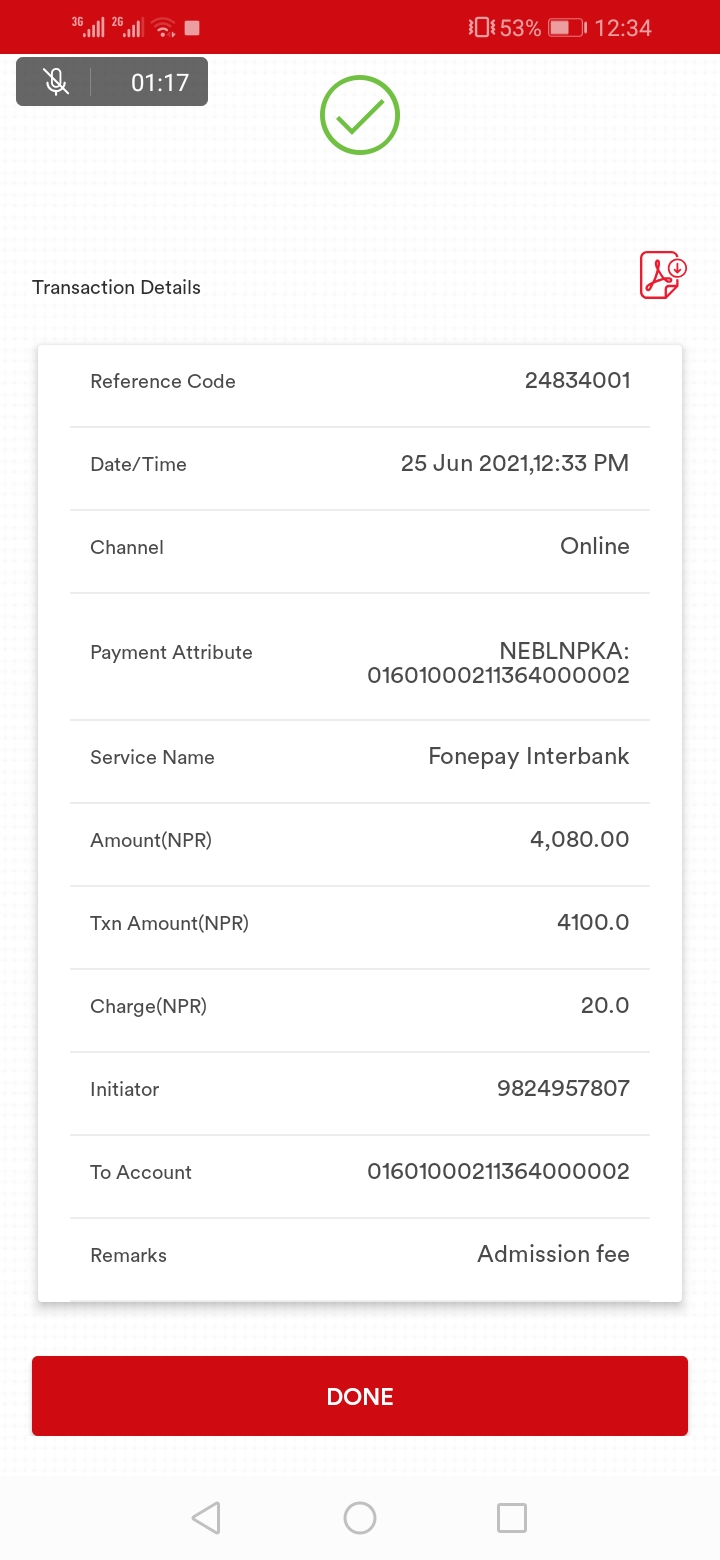 3G 2G 53% 12:34
01:17
Transaction Details
Reference Code 24834001
Date/Time 25 Jun 2021,12:33 PM
Channel Online
Payment Attribute NEBLNPKA:
01601000211364000002
Service Name Fonepay Interbank
Amount(NPR) 4,080.00
Txn Amount(NPR) 4100.0
Charge(NPR) 20.0
Initiator 9824957807
To Account 01601000211364000002
Remarks Admission fee
DONE